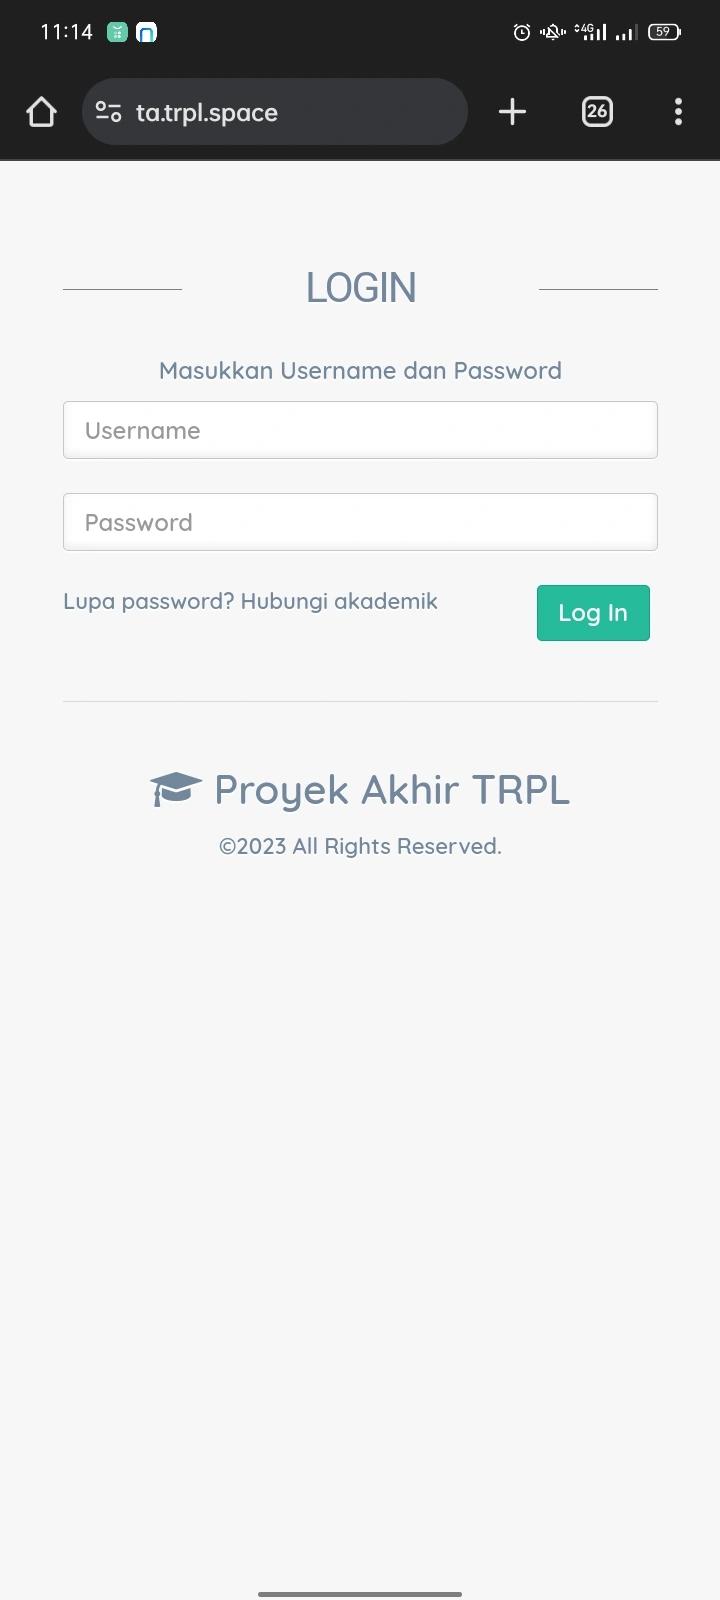 11:14
4G
59
ta.trpl.space
26
LOGIN
Masukkan Username dan Password
Username
Password
Lupa password? Hubungi akademik
Log In
Proyek Akhir TRPL
©2023 All Rights Reserved.